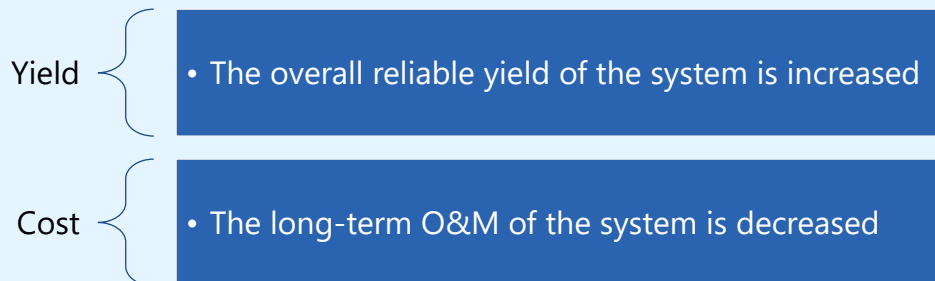 Yield
• The overall reliable yield of the system is increased
Cost
• The long-term O&M of the system is decreased